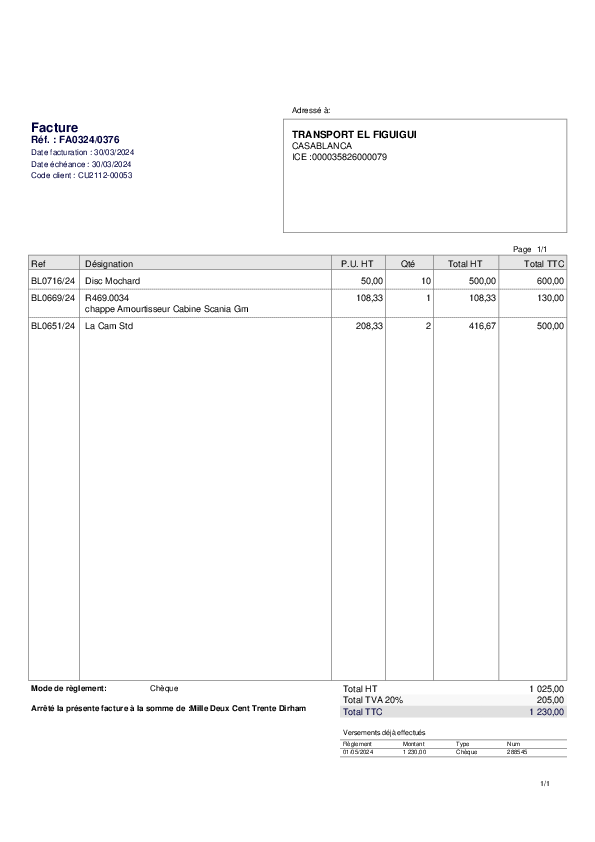 Adressé à:
Facture
Réf. : FA0324/0376
Date facturation : 30/03/2024
Date échéance : 30/03/2024
Code client : CU2112-00053
TRANSPORT EL FIGUIGUI
CASABLANCA
ICE :000035826000079
Page 1/1
Ref Désignation P.U. HT Qté Total HT Total TTC
BL0716/24 Disc Mochard 50,00 10 500,00 600,00
BL0669/24 R469.0034 108,33 1 108,33 130,00
chappe Amourtisseur Cabine Scania Gm
BL0651/24 La Cam Std 208,33 2 416,67 500,00
Mode de règlement: Chèque
Total HT 1 025,00
Total TVA 20% 205,00
Arrêté la présente facture à la somme de :Mille Deux Cent Trente Dirham
Total TTC 1 230,00
Versements déjà effectués
Règlement Montant Type Num
01/05/2024 1 230,00 Chèque 288545
1/1